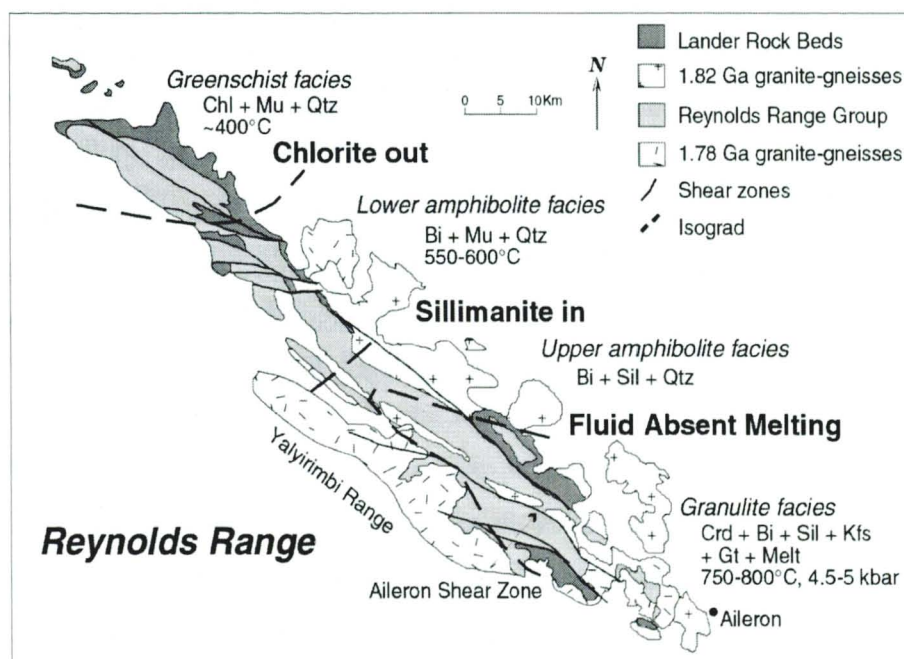 Lander Rock Beds
1.82 Ga granite-gneisses
Reynolds Range Group
1.78 Ga granite-gneisses
Shear zones
Isograd
N
0 5 10Km
Greenschist facies
Chl + Mu + Qtz
~400°C
Chlorite out
Lower amphibolite facies
Bi + Mu + Qtz
550-600°C
Sillimanite in
Upper amphibolite facies
Bi + Sil + Qtz
Fluid Absent Melting
Yalyirimbi Range
Reynolds Range
Granulite facies
Crd + Bi + Sil + Kfs
+ Gt + Melt
750-800°C, 4.5-5 kbar
Aileron Shear Zone
Aileron